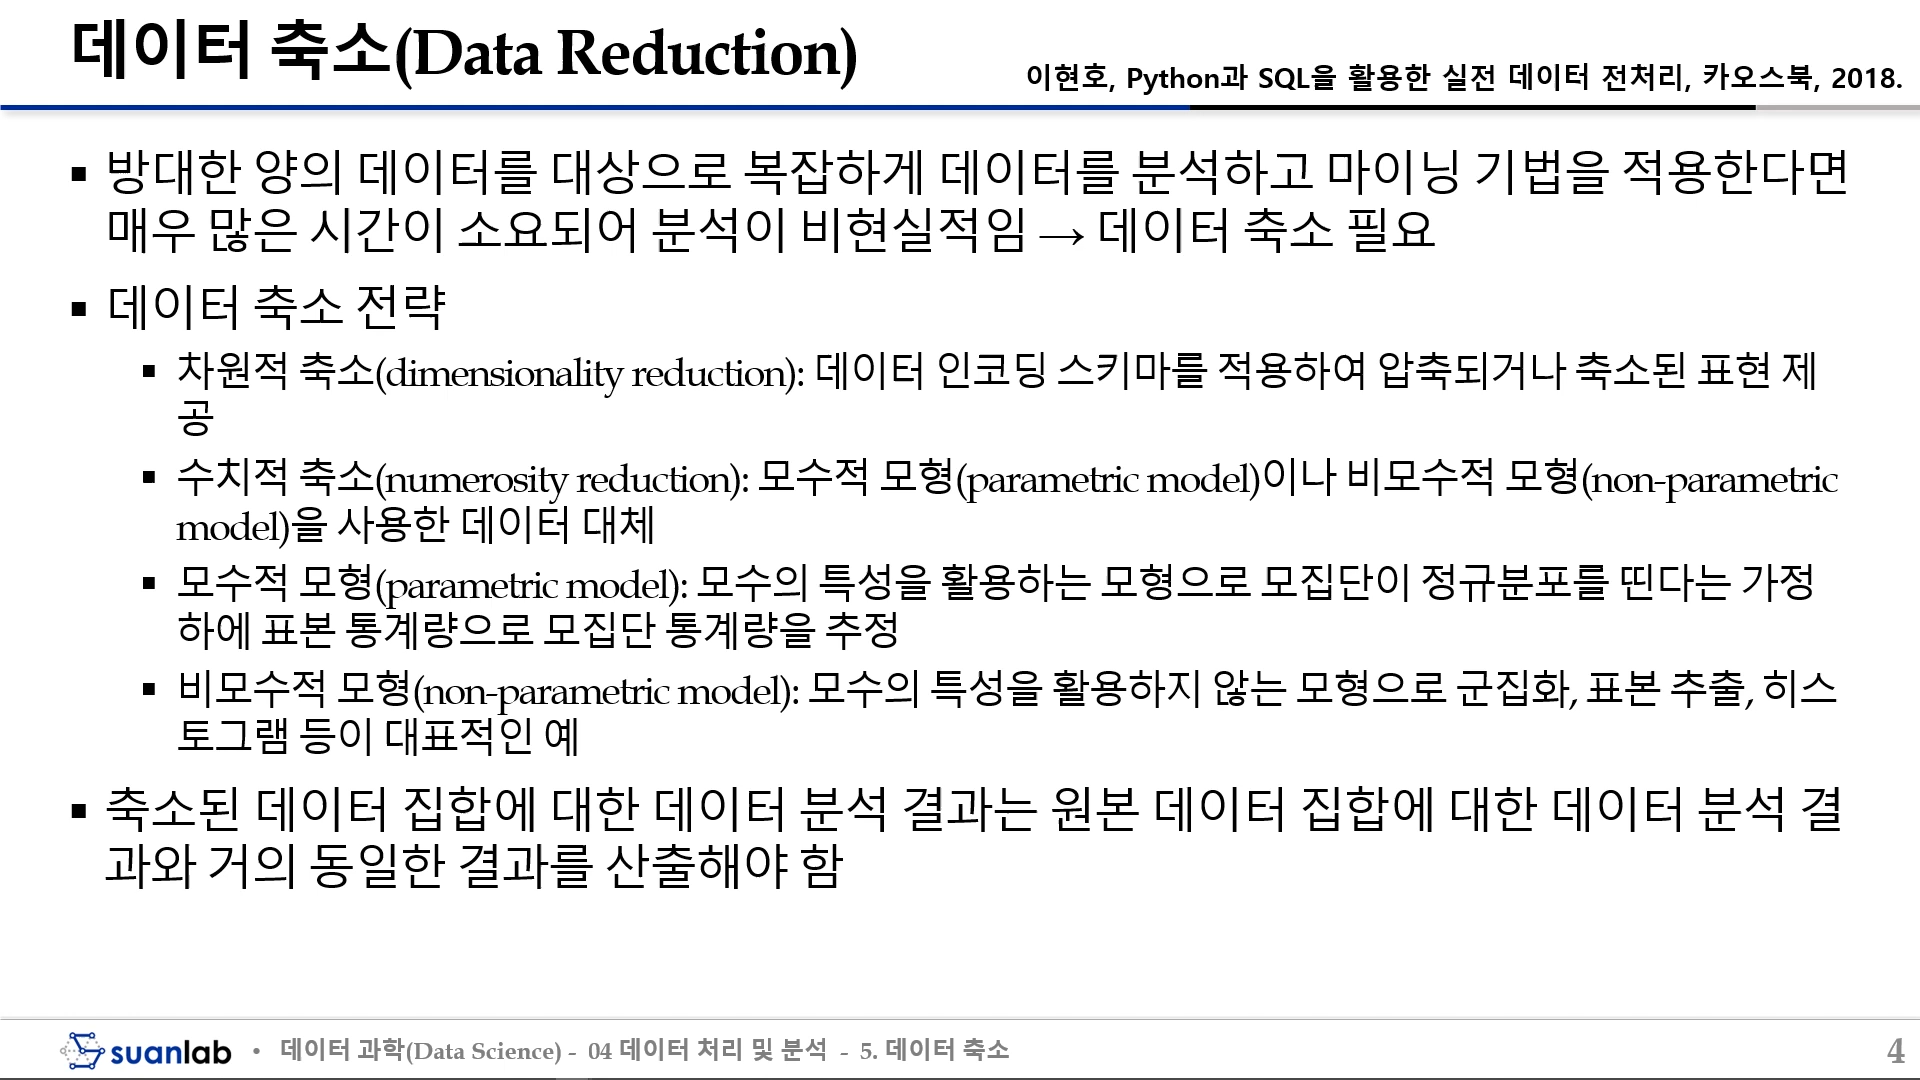 데이터 축소(Data Reduction)
이현호, Python과 SQL을 활용한 실전 데이터 전처리, 카오스북, 2018.
▪ 방대한 양의 데이터를 대상으로 복잡하게 데이터를 분석하고 마이닝 기법을 적용한다면
매우 많은 시간이 소요되어 분석이 비현실적임 → 데이터 축소 필요
▪ 데이터 축소 전략
▪ 차원적 축소(dimensionality reduction): 데이터 인코딩 스키마를 적용하여 압축되거나 축소된 표현 제
공
▪ 수치적 축소(numerosity reduction): 모수적 모형(parametric model)이나 비모수적 모형(non-parametric
model)을 사용한 데이터 대체
▪ 모수적 모형(parametric model): 모수의 특성을 활용하는 모형으로 모집단이 정규분포를 띤다는 가정
하에 표본 통계량으로 모집단 통계량을 추정
▪ 비모수적 모형(non-parametric model): 모수의 특성을 활용하지 않는 모형으로 군집화, 표본 추출, 히스
토그램 등이 대표적인 예
▪ 축소된 데이터 집합에 대한 데이터 분석 결과는 원본 데이터 집합에 대한 데이터 분석 결
과와 거의 동일한 결과를 산출해야 함
suanlab • 데이터 과학(Data Science) - 04 데이터 처리 및 분석 - 5. 데이터 축소
4